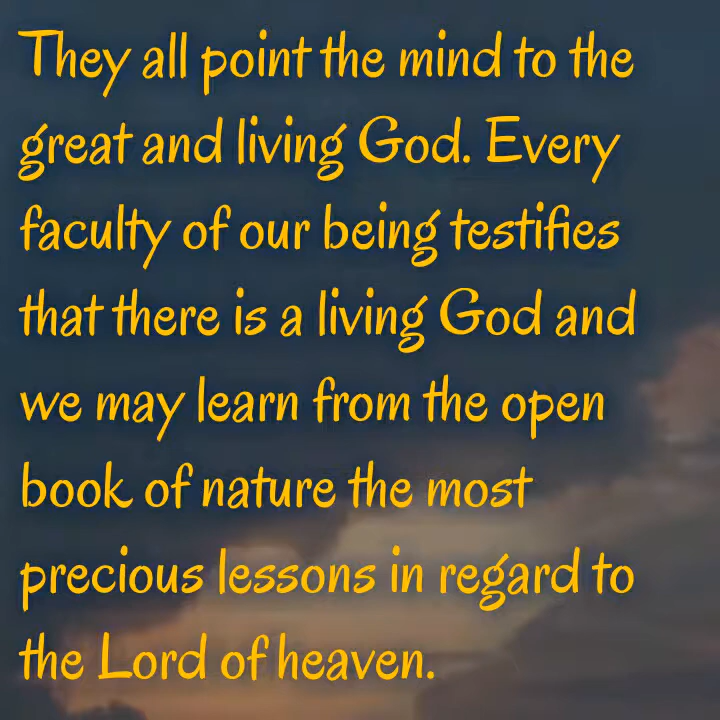 They all point the mind to the
great and living God. Every
faculty of our being testifies
that there is a living God and
we may learn from the open
book of nature the most
precious lessons in regard to
the Lord of heaven.